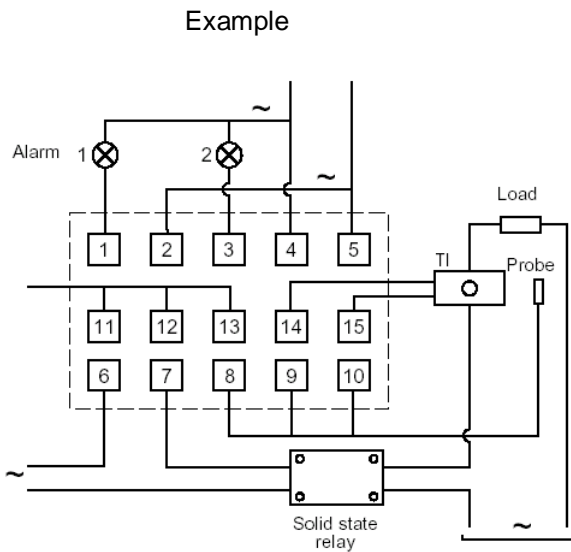 Example
~
Alarm 1 2
~
Load
1 2 3 4 5
TI Probe
11 12 13 14 15
6 7 8 9 10
~
Solid state
relay
~